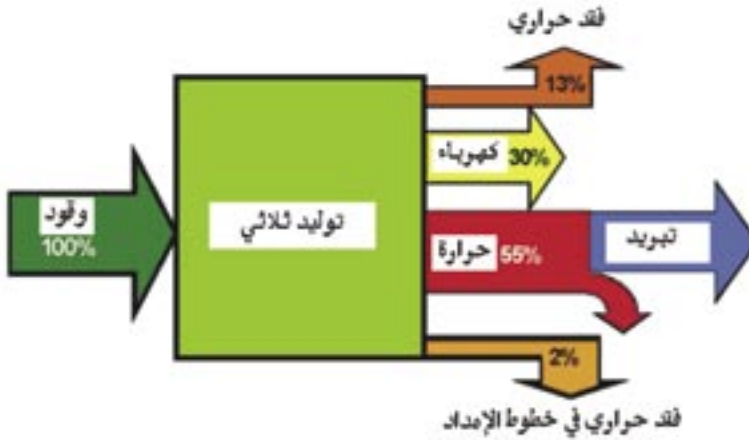 فقد حراري
13%
كهرباء 30%
وقود
100%
توليد ثلاثي
حرارة 55%
تبريد
2%
فقد حراري في خطوط الإمداد